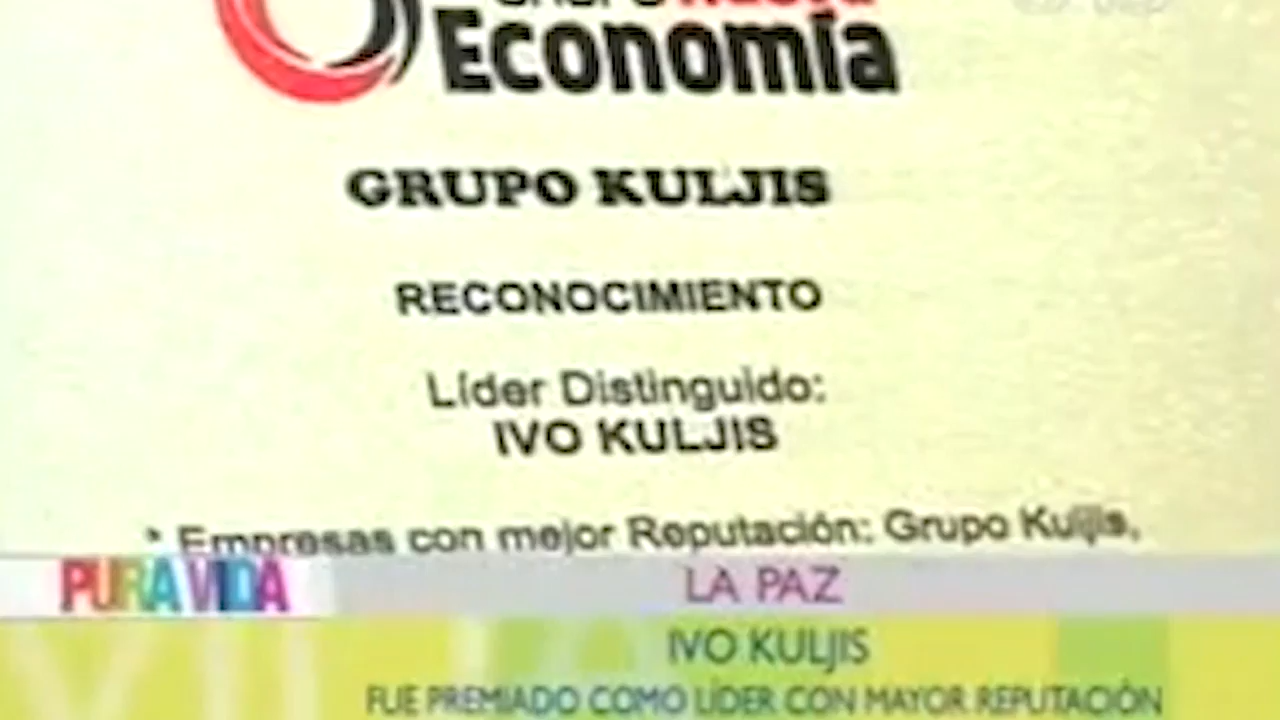 Economía
GRUPO KULJIS
RECONOCIMIENTO
Líder Distinguido:
IVO KULJIS
* Empresas con mejor Reputación: Grupo Kuljis,
PURA VIDA
LA PAZ
IVO KULJIS
FUE PREMIADO COMO LÍDER CON MAYOR REPUTACIÓN